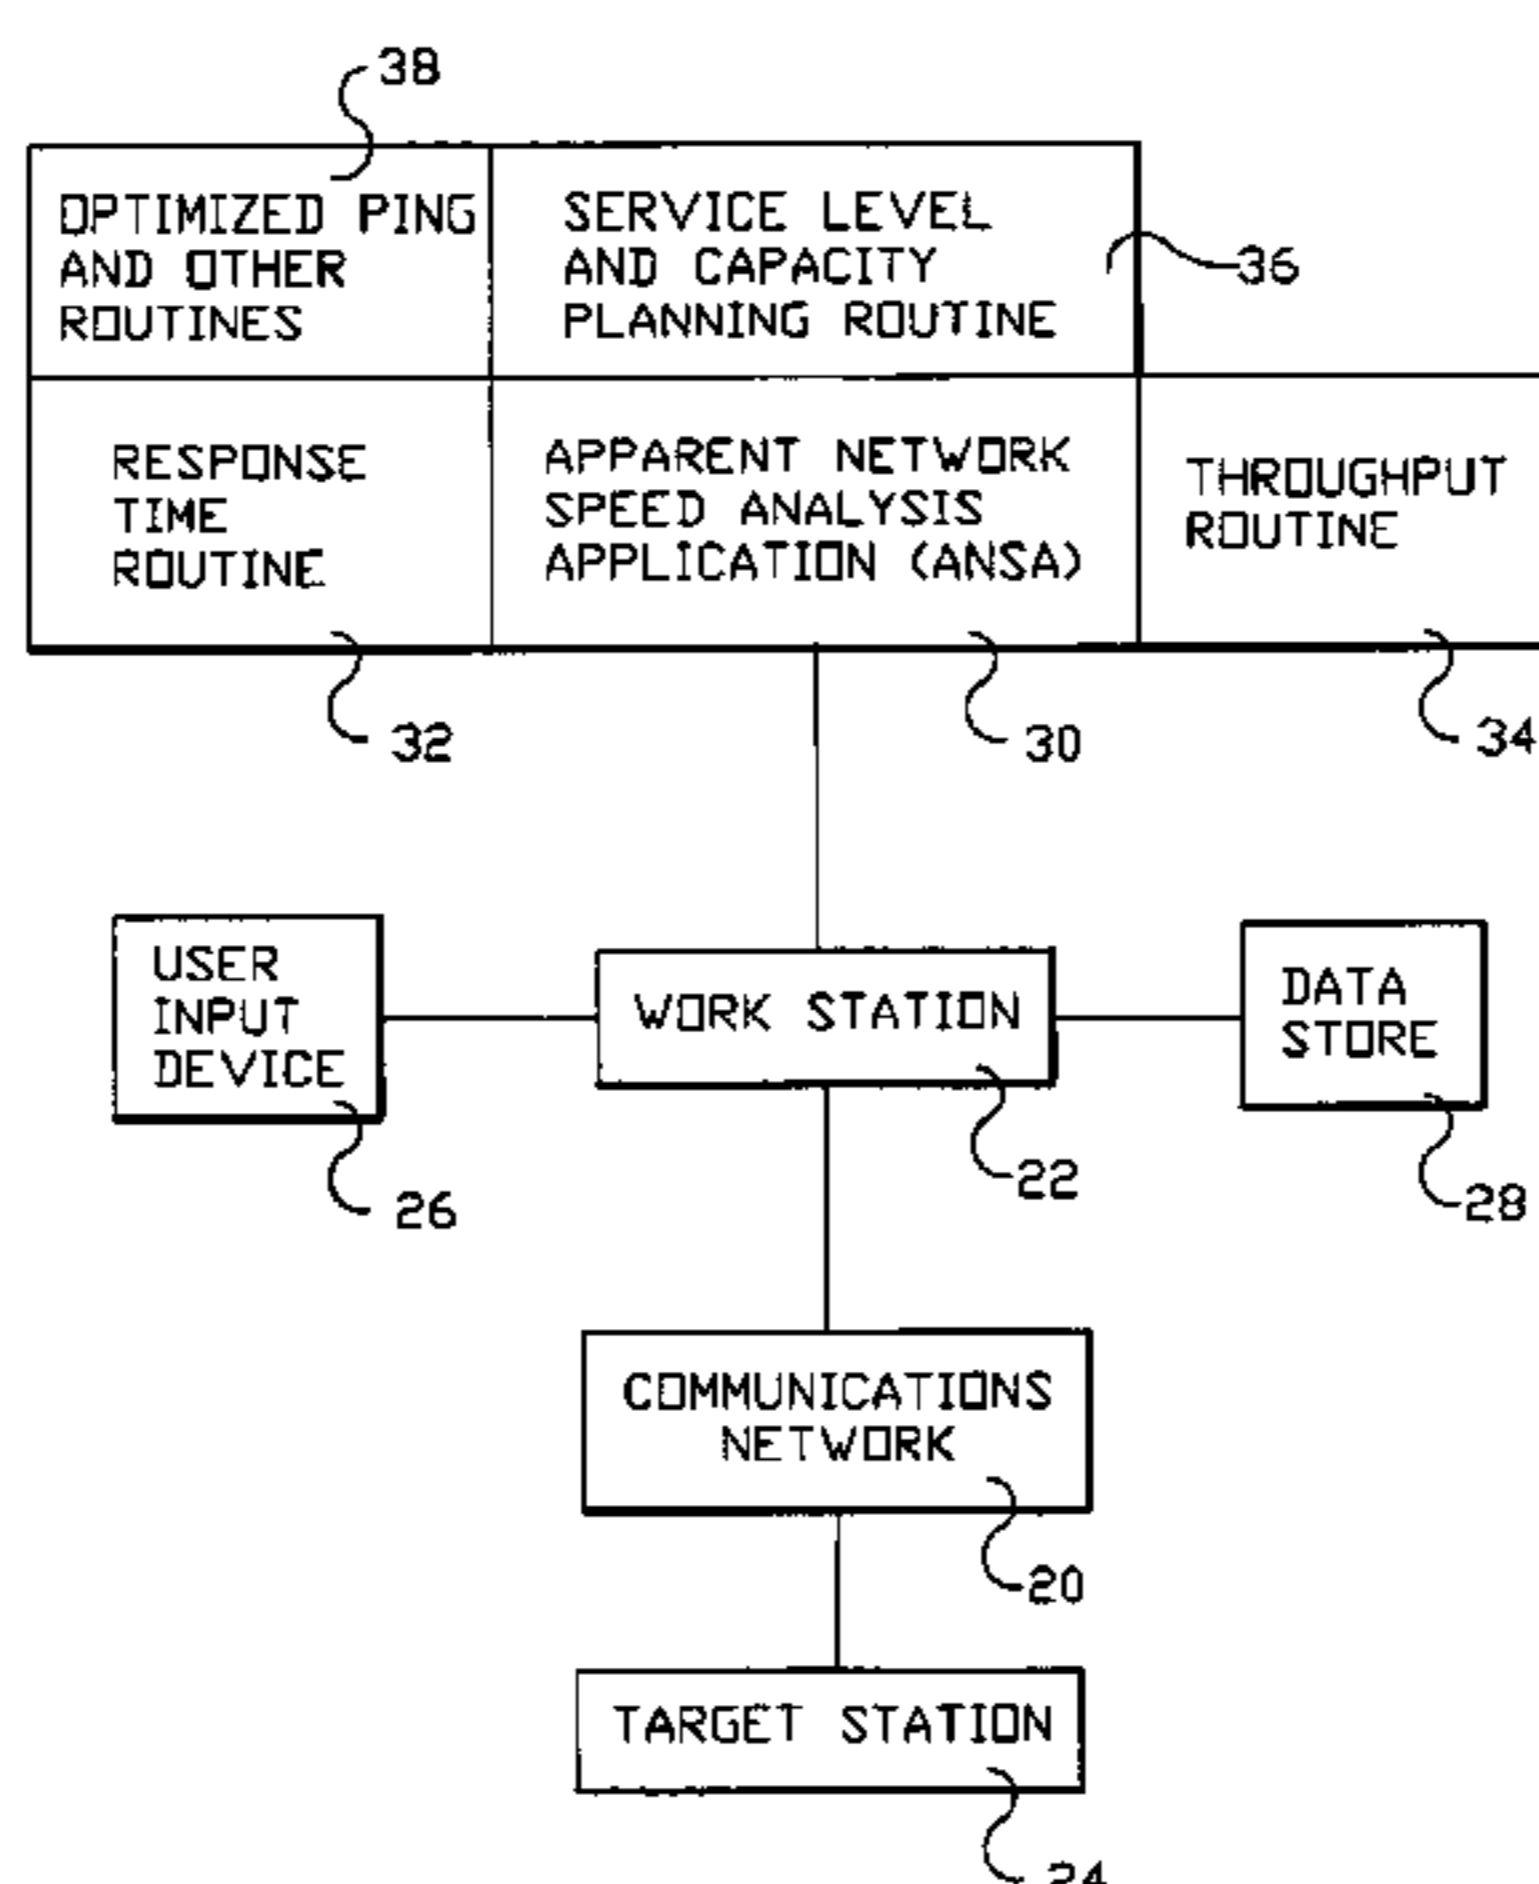 38
OPTIMIZED PING
AND OTHER
ROUTINES
SERVICE LEVEL
AND CAPACITY
PLANNING ROUTINE
36
RESPONSE
TIME
ROUTINE
APPARENT NETWORK
SPEED ANALYSIS
APPLICATION (ANSA)
THROUGHPUT
ROUTINE
32
30
34
USER
INPUT
DEVICE
WORK STATION
DATA
STORE
26
22
28
COMMUNICATIONS
NETWORK
20
TARGET STATION
24